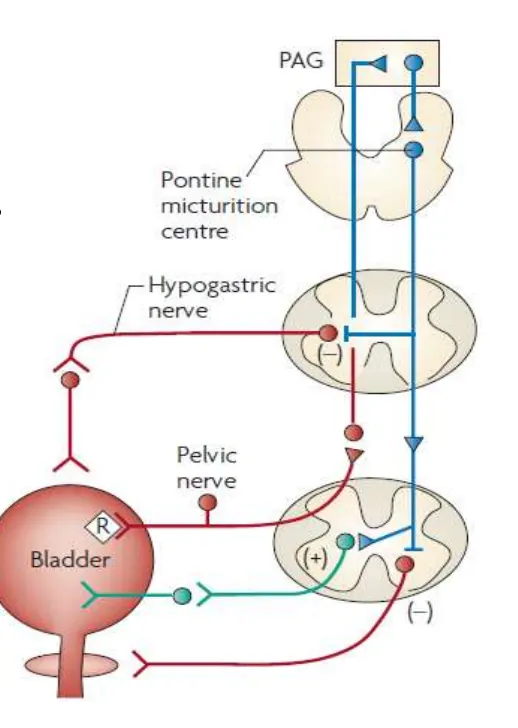 PAG
Pontine
micturition
centre
Hypogastric
nerve
(–)
Pelvic
nerve
R
Bladder
(+)
(–)